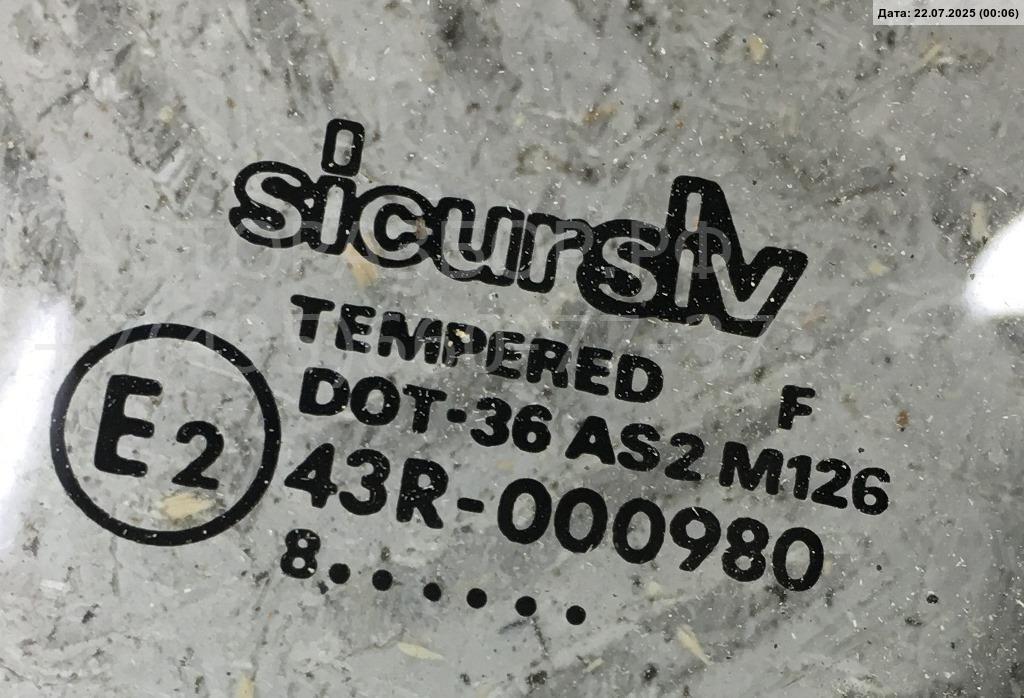 Дата: 22.07.2025 (00:06)
sicursiv
TEMPERED
F
DOT-36 AS2 M126
E2
43R-000980
8......